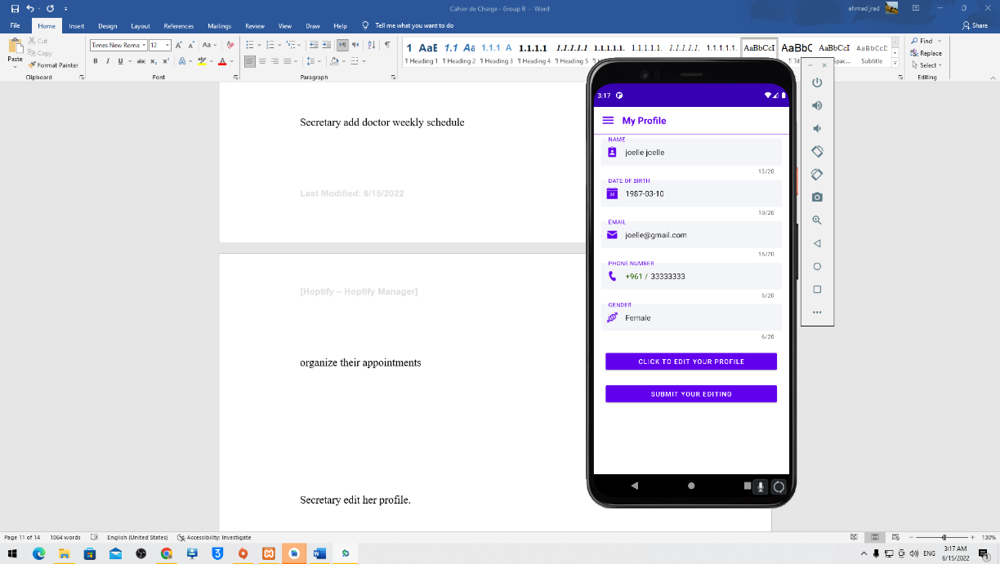 Cahier de Charge - Group B - Word
ahmad jrad
File Home Insert Design Layout References Mailings Review View Draw Help Tell me what you want to do
Share
Paste
Cut
Copy
Format Painter
Clipboard
Times New Roma 12
Font
Paragraph
1 AaE
1 Heading 1
1.1 Aa
1 Heading 2
1.1.1 A
1 Heading 3
1.1.1.1
1 Heading 4
1.1.1.1.1
1 Heading 5
1.1.1.1.1.
1.1.1.1.1.
1.1.1.1.1.
1.1.1.1.1.
AaBbCcI
AaBbC
1 Tit
AaBbCcI
Spac...
AaBbCcC
Subtitle
Find
Replace
Select
Editing
Secretary add doctor weekly schedule
Last Modified: 6/15/2022
[Hoptify – Hoptify Manager]
organize their appointments
Secretary edit her profile.
3:17
My Profile
NAME
joelle joelle
13/20
DATE OF BIRTH
1987-03-10
10/20
EMAIL
joelle@gmail.com
16/20
PHONE NUMBER
+961 / 33333333
8/20
GENDER
Female
6/20
CLICK TO EDIT YOUR PROFILE
SUBMIT YOUR EDITING
Page 11 of 14 1064 words English (United States) Accessibility: Investigate
130%
ENG
3:17 AM
6/15/2022